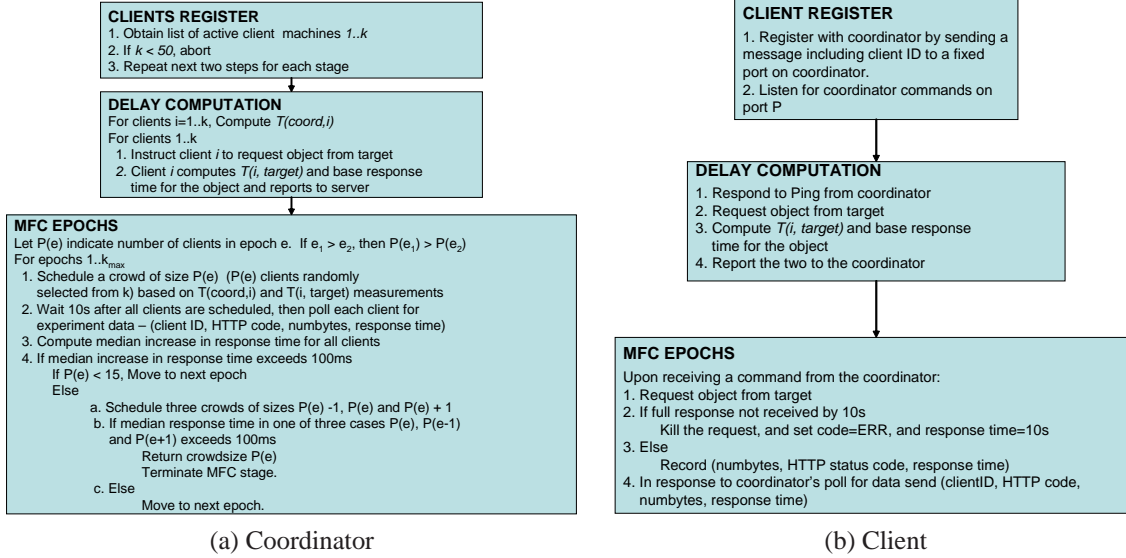 CLIENTS REGISTER
1. Obtain list of active client machines 1..k
2. If k < 50, abort
3. Repeat next two steps for each stage
DELAY COMPUTATION
For clients i=1..k, Compute T(coord,i)
For clients 1..k
1. Instruct client i to request object from target
2. Client i computes T(i, target) and base response
time for the object and reports to server
MFC EPOCHS
Let P(e) indicate number of clients in epoch e. If e1 > e2, then P(e1) > P(e2)
For epochs 1..kmax
1. Schedule a crowd of size P(e) (P(e) clients randomly
selected from k) based on T(coord,i) and T(i, target) measurements
2. Wait 10s after all clients are scheduled, then poll each client for
experiment data – (client ID, HTTP code, numbytes, response time)
3. Compute median increase in response time for all clients
4. If median increase in response time exceeds 100ms
If P(e) < 15, Move to next epoch
Else
a. Schedule three crowds of sizes P(e) -1, P(e) and P(e) + 1
b. If median response time in one of three cases P(e), P(e-1)
and P(e+1) exceeds 100ms
Return crowdsize P(e)
Terminate MFC stage.
c. Else
Move to next epoch.
(a) Coordinator
CLIENT REGISTER
1. Register with coordinator by sending a
message including client ID to a fixed
port on coordinator.
2. Listen for coordinator commands on
port P
DELAY COMPUTATION
1. Respond to Ping from coordinator
2. Request object from target
3. Compute T(i, target) and base response
time for the object
4. Report the two to the coordinator
MFC EPOCHS
Upon receiving a command from the coordinator:
1. Request object from target
2. If full response not received by 10s
Kill the request, and set code=ERR, and response time=10s
3. Else
Record (numbytes, HTTP status code, response time)
4. In response to coordinator's poll for data send (clientID, HTTP code,
numbytes, response time)
(b) Client